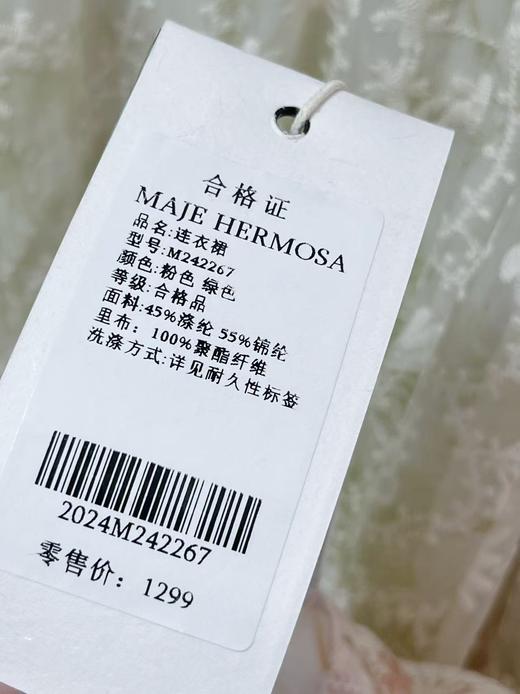 合格证
MAJE HERMOSA
品名:连衣裙
型号:M242267
颜色:粉色 绿色
等级:合格品
面料:45%涤纶 55%锦纶
里布: 100%聚酯纤维
洗涤方式:详见耐久性标签
2024M242267
零售价: 1299